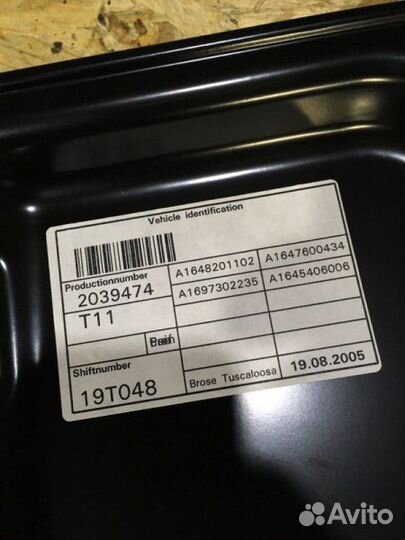 Vehicle identification
Productionnumber
2039474
A1648201102 A1647600434
T11
A1697302235 A1645406006
Shiftnumber
19T048
Brose Tuscaloosa
19.08.2005
Avito